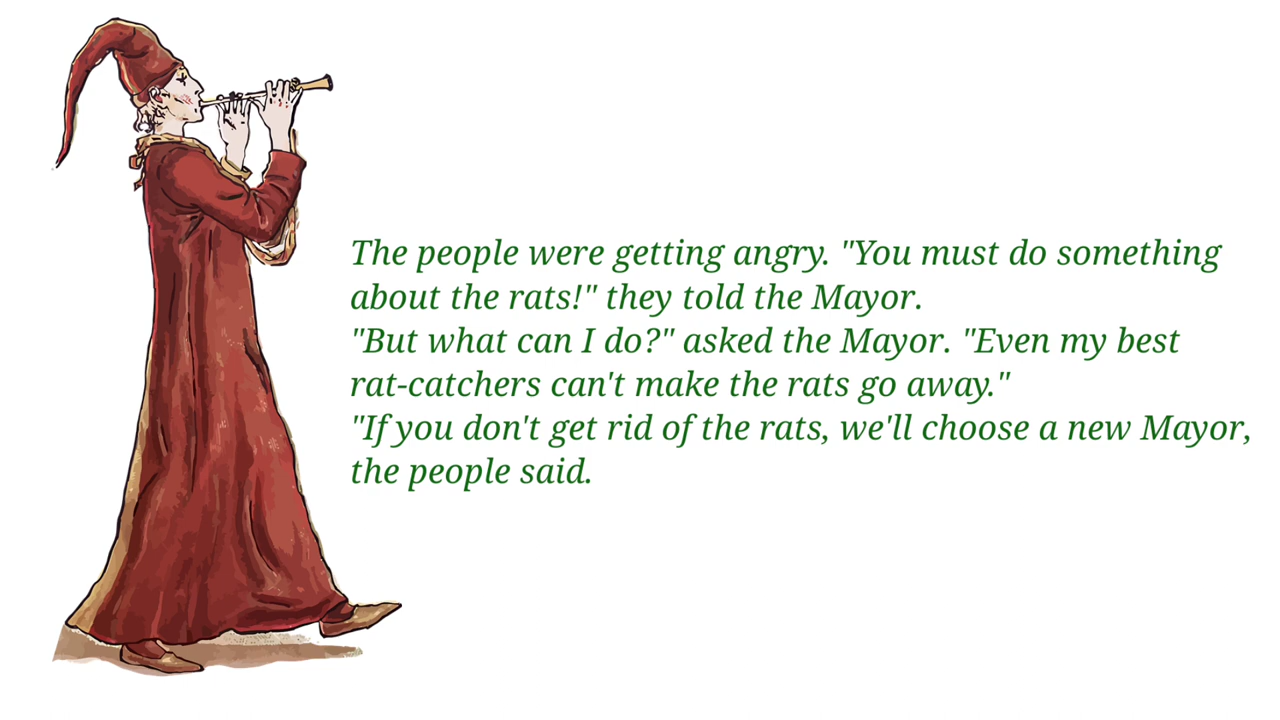 The people were getting angry. "You must do something
about the rats!" they told the Mayor.
"But what can I do?" asked the Mayor. "Even my best
rat-catchers can't make the rats go away."
"If you don't get rid of the rats, we'll choose a new Mayor,
the people said.